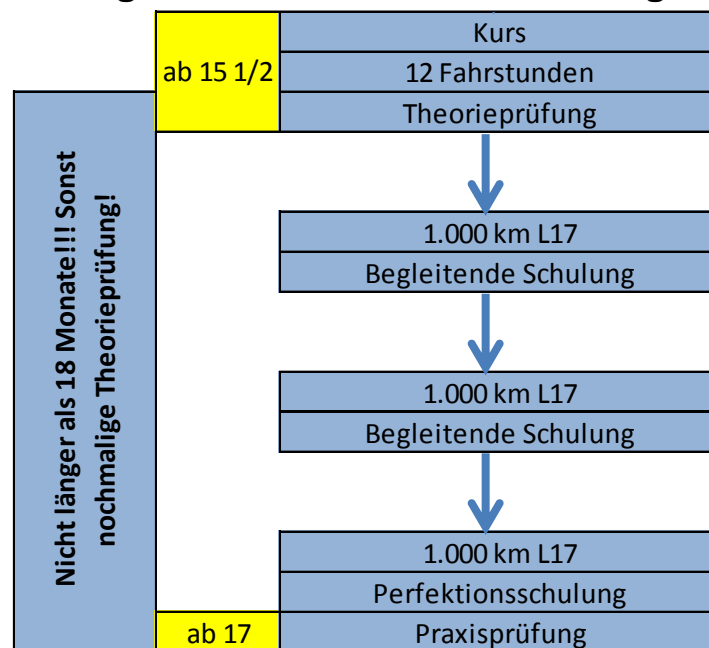 Kurs
ab 15 1/2
12 Fahrstunden
Theorieprüfung
Nicht länger als 18 Monate!!! Sonst
nochmalige Theorieprüfung!
1.000 km L17
Begleitende Schulung
1.000 km L17
Begleitende Schulung
1.000 km L17
Perfektionsschulung
ab 17
Praxisprüfung